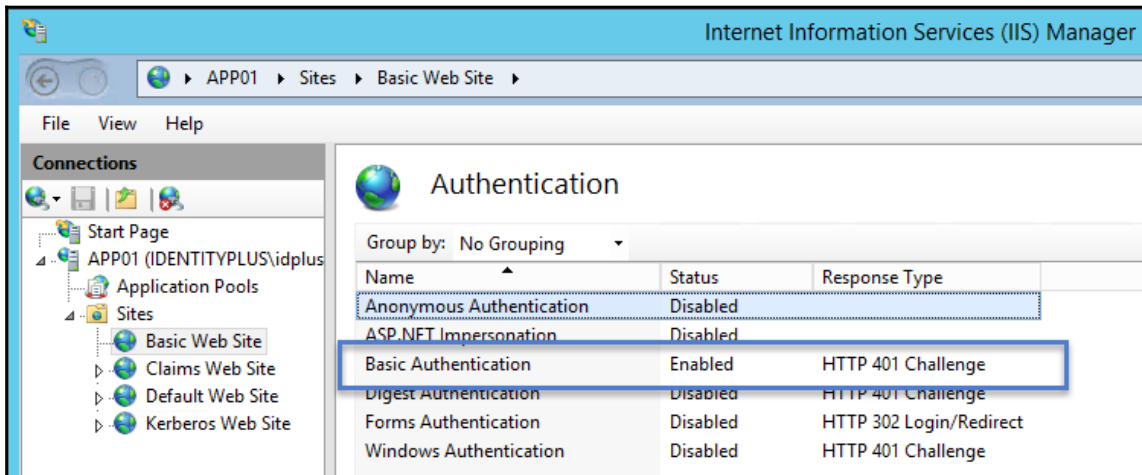 Internet Information Services (IIS) Manager
APP01 Sites Basic Web Site
File View Help
Connections
Start Page
APP01 (IDENTITYPLUS\idplus
Application Pools
Sites
Basic Web Site
Claims Web Site
Default Web Site
Kerberos Web Site
Authentication
Group by: No Grouping
Name Status Response Type
Anonymous Authentication Disabled
ASP.NET Impersonation Disabled
Basic Authentication Enabled HTTP 401 Challenge
Digest Authentication Disabled HTTP 401 Challenge
Forms Authentication Disabled HTTP 302 Login/Redirect
Windows Authentication Disabled HTTP 401 Challenge